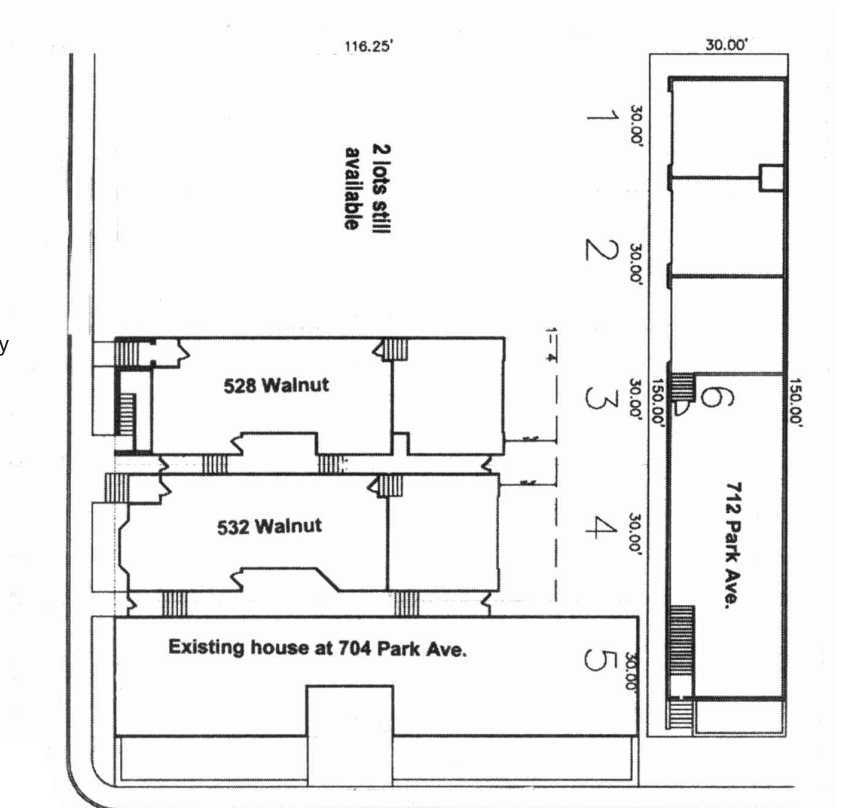 116.25'
30.00'
1
30.00'
2 lots still
available
2
30.00'
y
528 Walnut
3
30.00'
150.00'
6
150.00'
532 Walnut
4
30.00'
712 Park Ave.
Existing house at 704 Park Ave.
5
30.00'